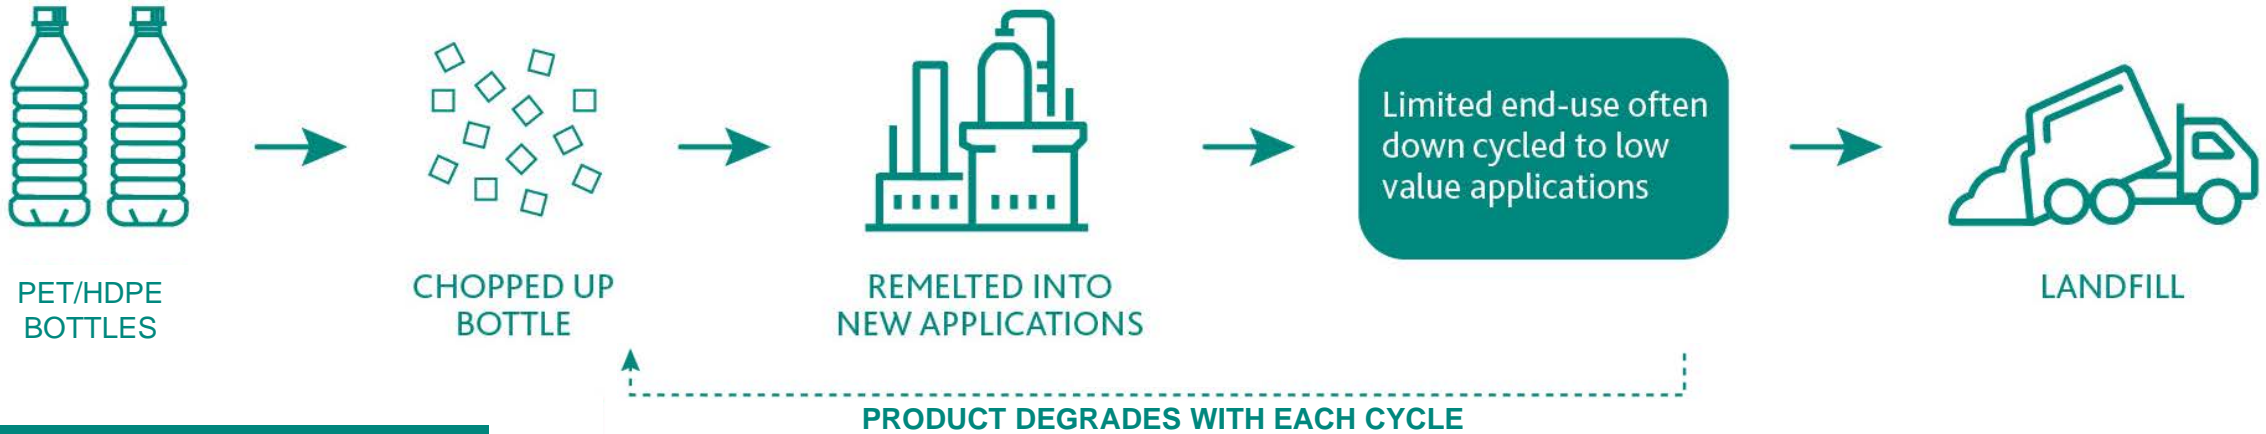 PET/HDPE
BOTTLES
CHOPPED UP
BOTTLE
REMELTED INTO
NEW APPLICATIONS
Limited end-use often
down cycled to low
value applications
LANDFILL
PRODUCT DEGRADES WITH EACH CYCLE